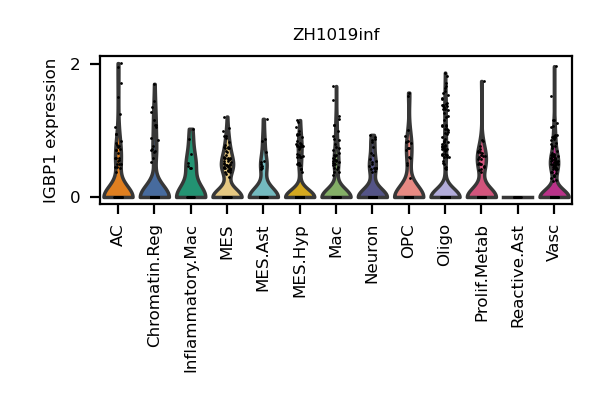 ZH1019inf
IGBP1 expression
2
0
AC
Chromatin.Reg
Inflammatory.Mac
MES
MES.Ast
MES.Hyp
Mac
Neuron
OPC
Oligo
Prolif.Metab
Reactive.Ast
Vasc